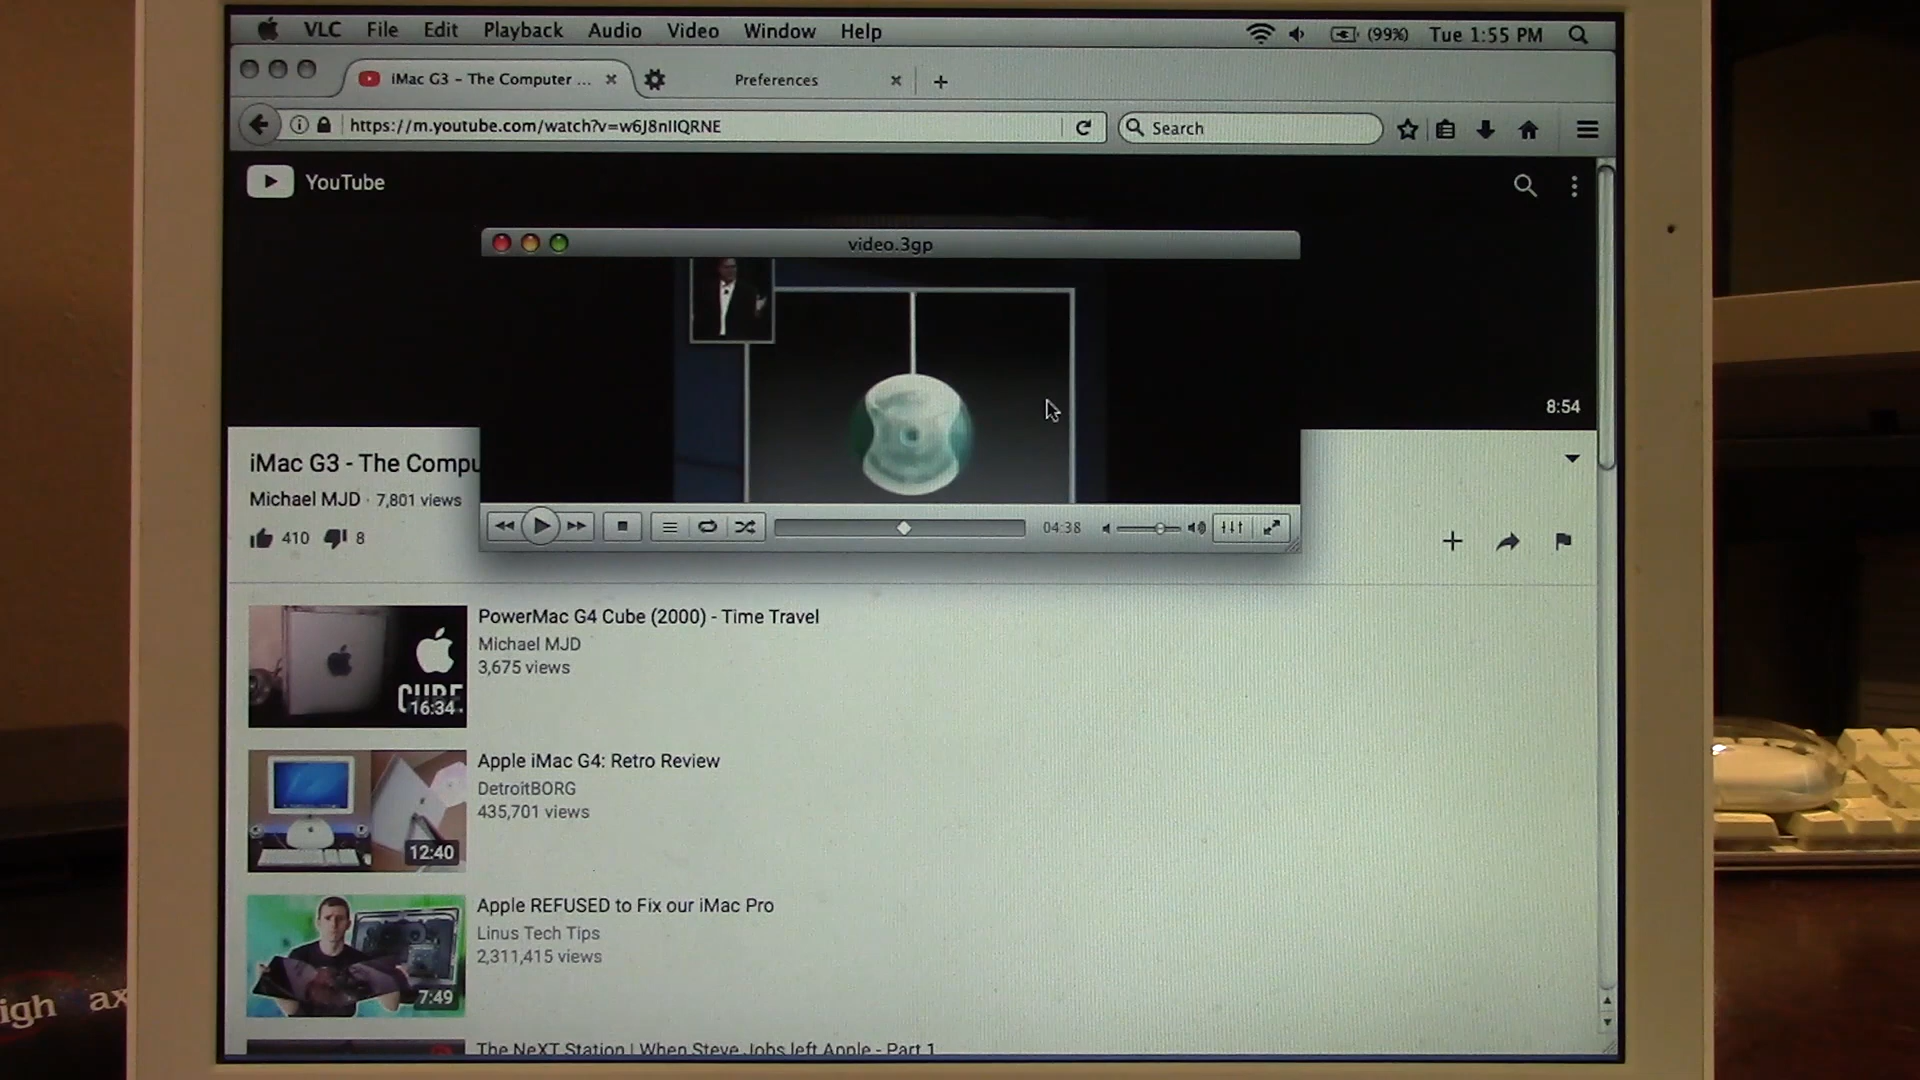 VLC File Edit Playback Audio Video Window Help (99%) Tue 1:55 PM
iMac G3 - The Computer ... Preferences
https://m.youtube.com/watch?v=w6J8nIIQRNE Search
YouTube
video.3gp
8:54
iMac G3 - The Compu
Michael MJD · 7,801 views
410 8
04:38
PowerMac G4 Cube (2000) - Time Travel
Michael MJD
3,675 views
CUBE.
16:34
Apple iMac G4: Retro Review
DetroitBORG
435,701 views
12:40
Apple REFUSED to Fix our iMac Pro
Linus Tech Tips
2,311,415 views
7:49
The NeXT Station | When Steve Jobs left Apple - Part 1